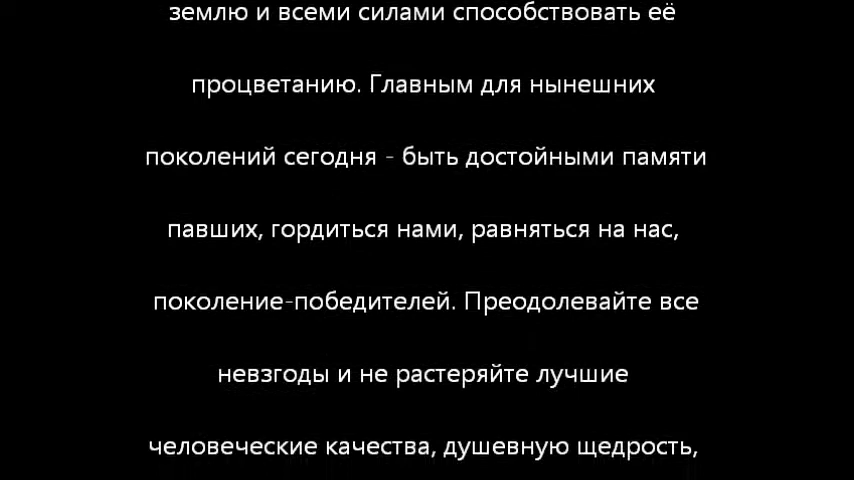 землю и всеми силами способствовать её
процветанию. Главным для нынешних
поколений сегодня - быть достойными памяти
павших, гордиться нами, равняться на нас,
поколение-победителей. Преодолевайте все
невзгоды и не растеряйте лучшие
человеческие качества, душевную щедрость,